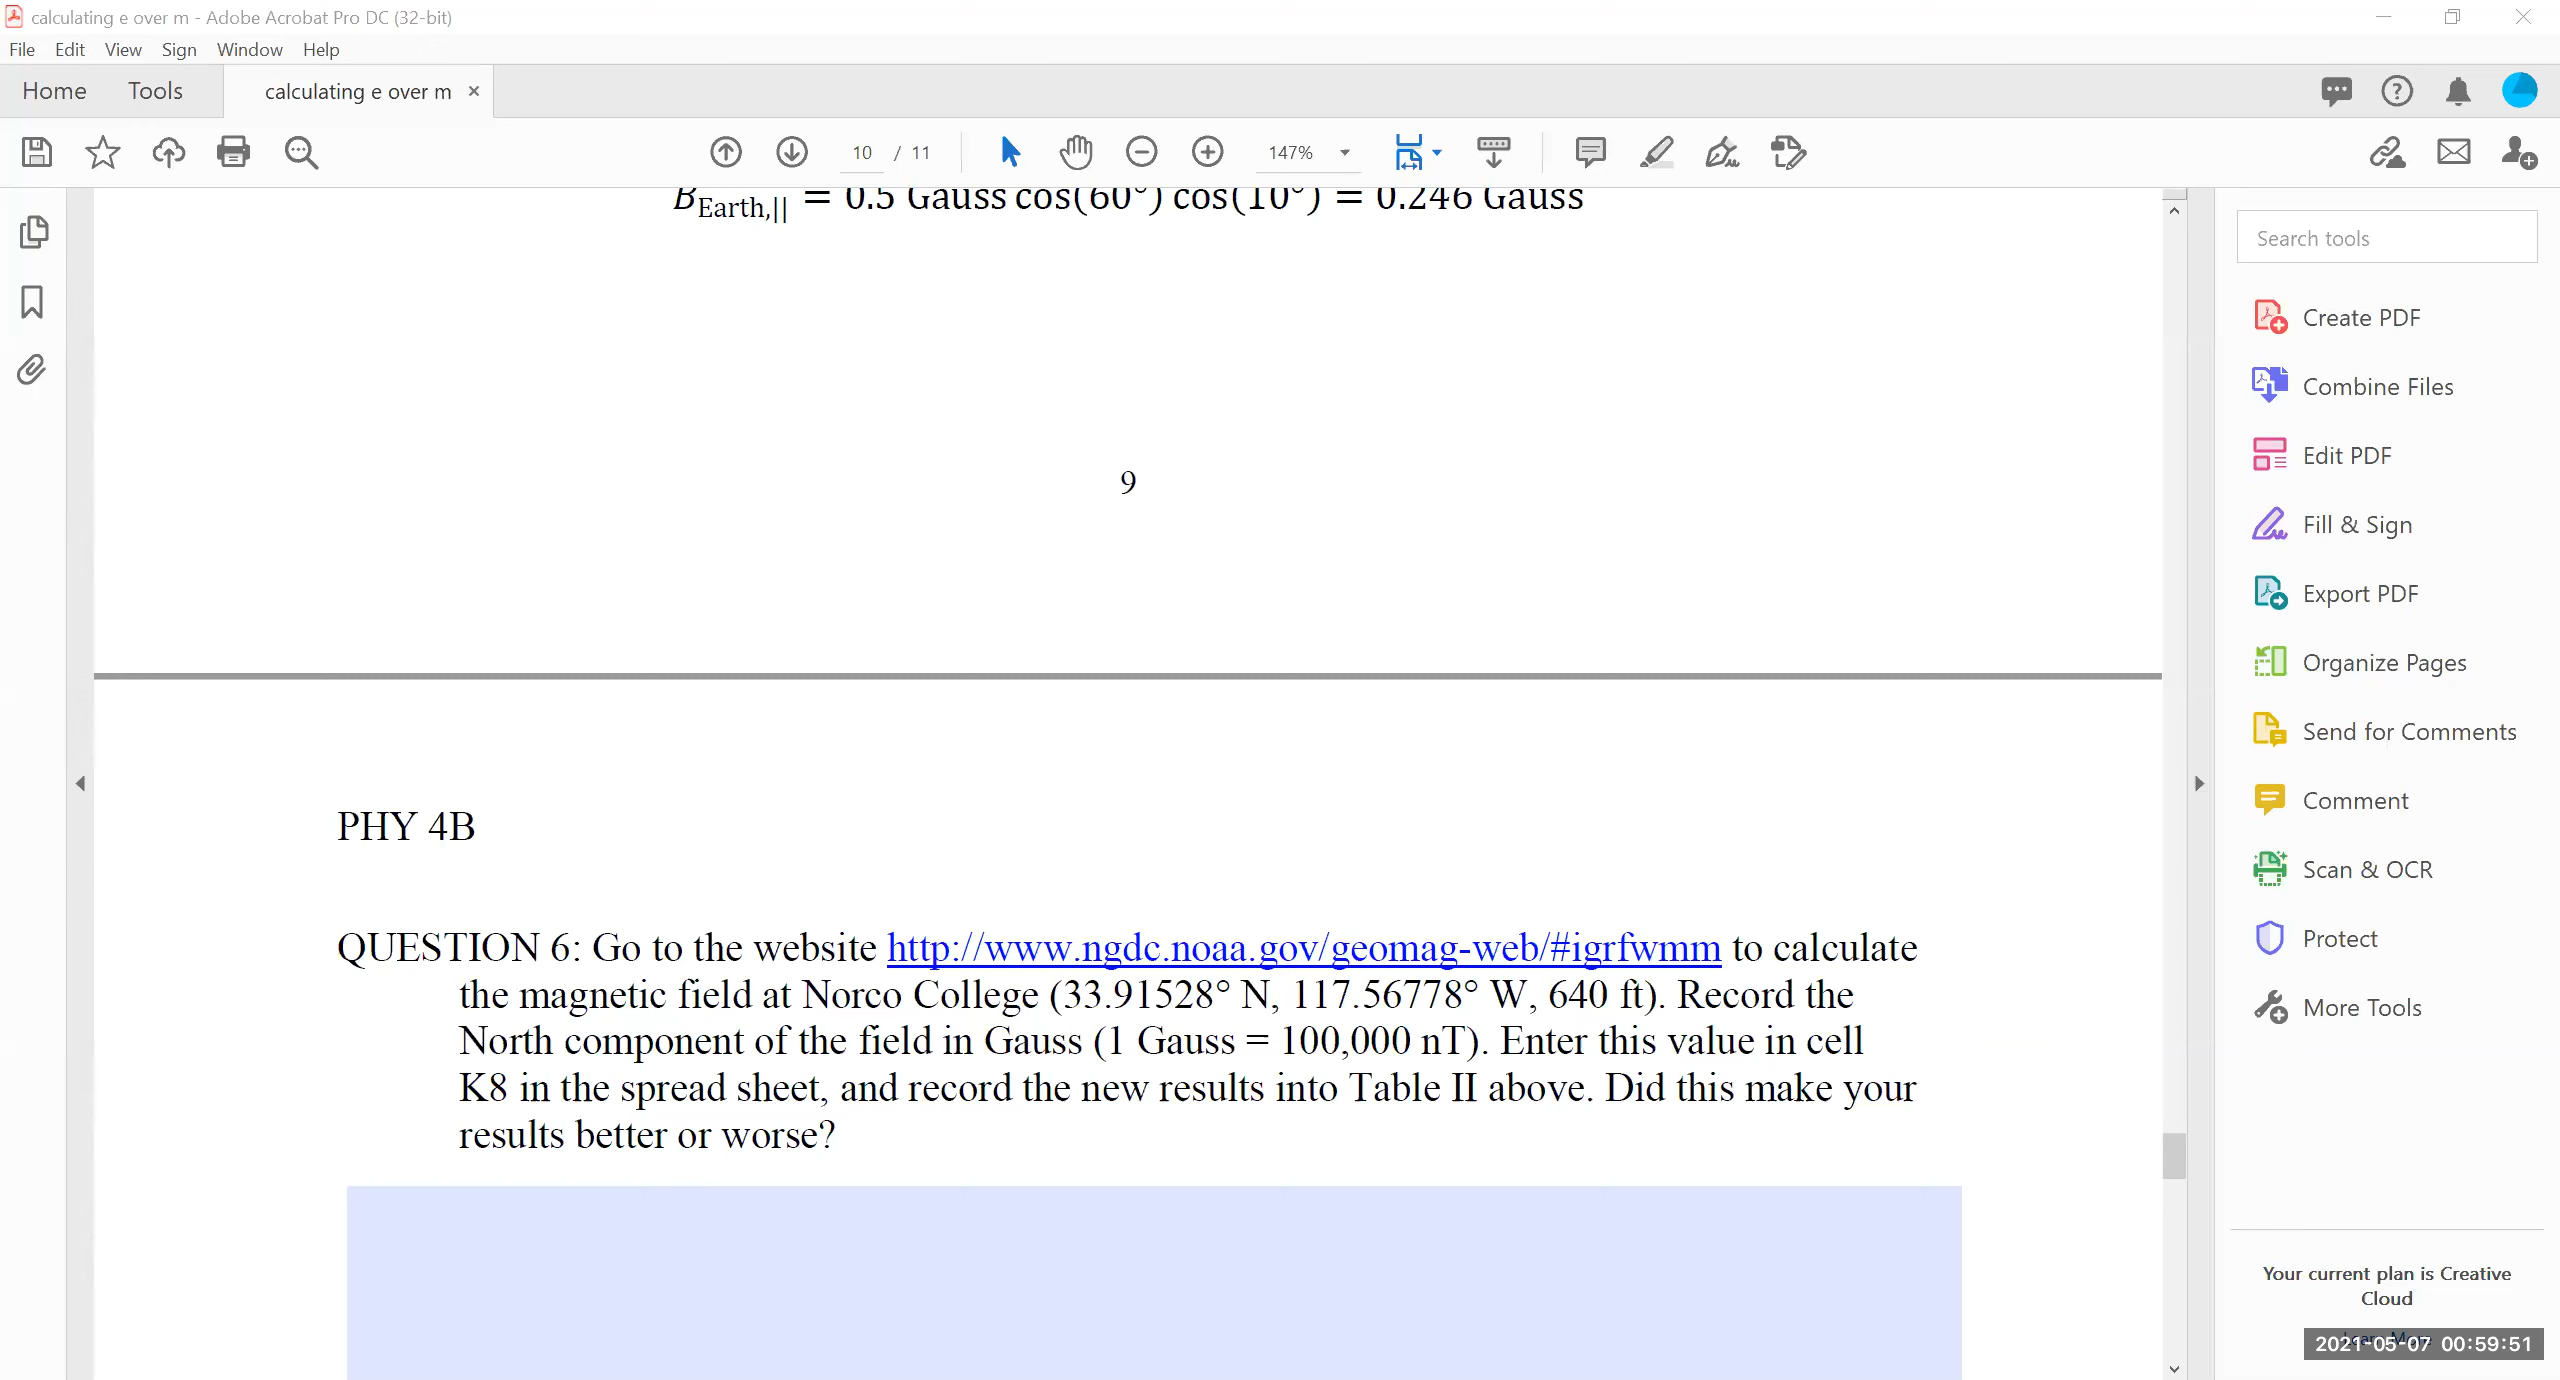 calculating e over m - Adobe Acrobat Pro DC (32-bit)
File Edit View Sign Window Help
Home Tools calculating e over m ×
10 / 11 147%
B_Earth,|| = 0.5 Gauss cos(60°) cos(10°) = 0.246 Gauss
9
PHY 4B
QUESTION 6: Go to the website http://www.ngdc.noaa.gov/geomag-web/#igrfwmm to calculate
the magnetic field at Norco College (33.91528° N, 117.56778° W, 640 ft). Record the
North component of the field in Gauss (1 Gauss = 100,000 nT). Enter this value in cell
K8 in the spread sheet, and record the new results into Table II above. Did this make your
results better or worse?
Search tools
Create PDF
Combine Files
Edit PDF
Fill & Sign
Export PDF
Organize Pages
Send for Comments
Comment
Scan & OCR
Protect
More Tools
Your current plan is Creative
Cloud
2021-05-07 00:59:51